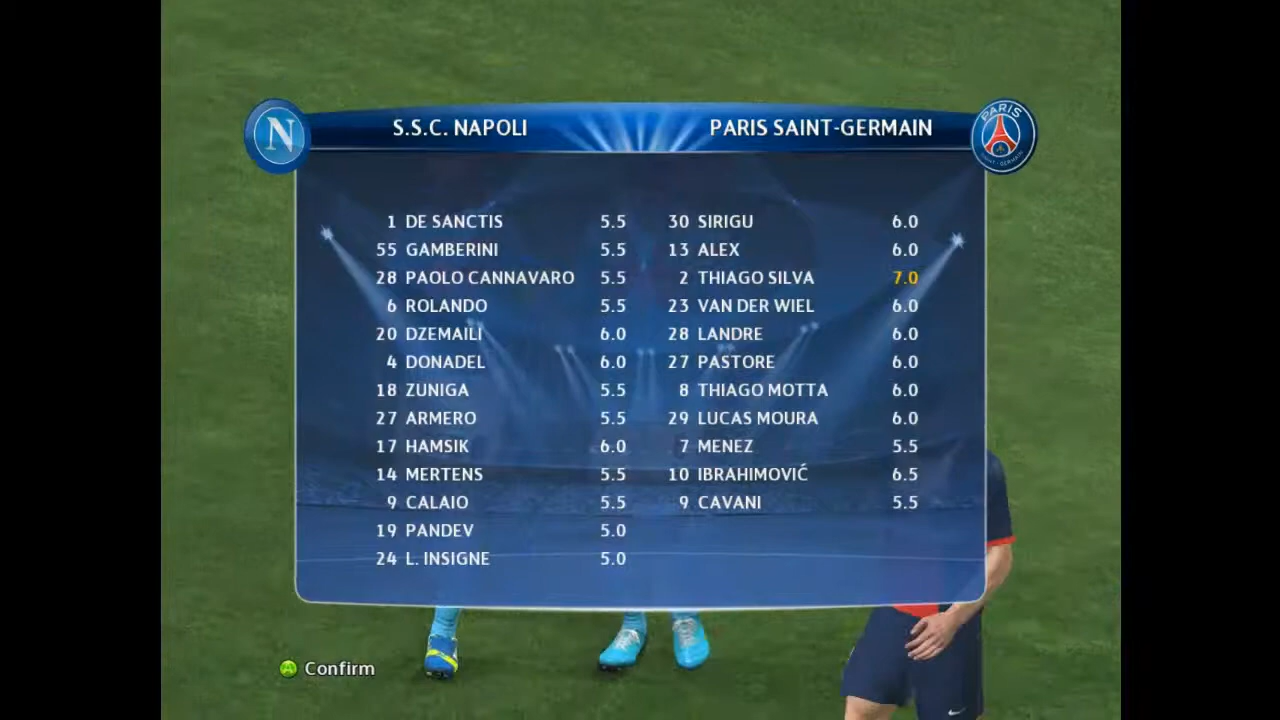 S.S.C. NAPOLI PARIS SAINT-GERMAIN
N
PARIS
SAINT-GERMAIN
1 DE SANCTIS 5.5 30 SIRIGU 6.0
55 GAMBERINI 5.5 13 ALEX 6.0
28 PAOLO CANNAVARO 5.5 2 THIAGO SILVA 7.0
6 ROLANDO 5.5 23 VAN DER WIEL 6.0
20 DZEMAILI 6.0 28 LANDRE 6.0
4 DONADEL 6.0 27 PASTORE 6.0
18 ZUNIGA 5.5 8 THIAGO MOTTA 6.0
27 ARMERO 5.5 29 LUCAS MOURA 6.0
17 HAMSIK 6.0 7 MENEZ 5.5
14 MERTENS 5.5 10 IBRAHIMOVIĆ 6.5
9 CALAIO 5.5 9 CAVANI 5.5
19 PANDEV 5.0
24 L. INSIGNE 5.0
A Confirm